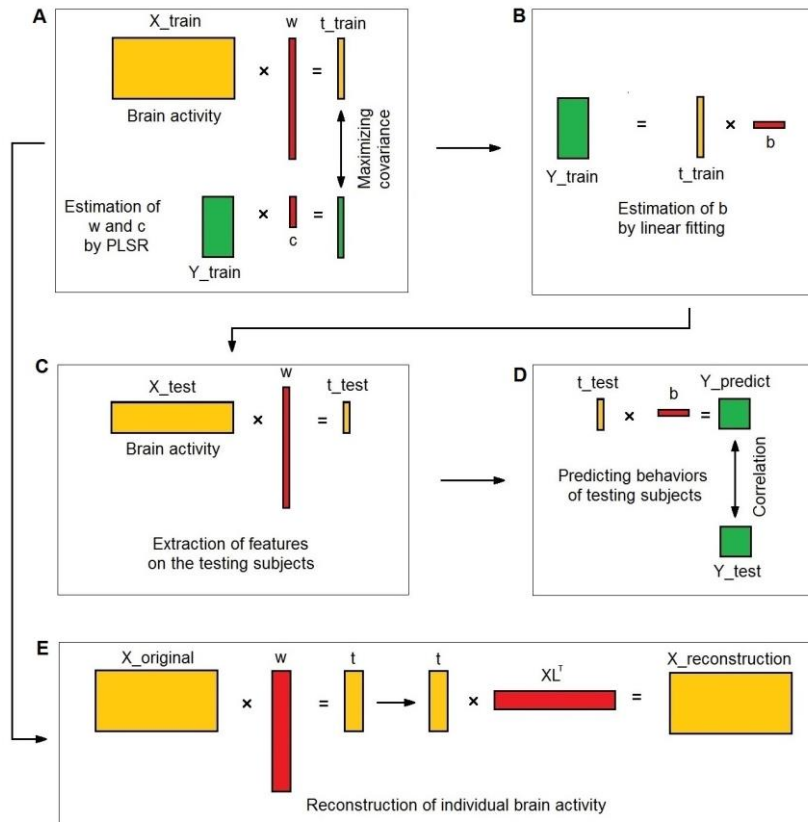 A
X_train
w
t_train
×
=
Brain activity
Maximizing
covariance
Estimation of
w and c
by PLSR
×
=
c
Y_train
B
=
×
b
Y_train
t_train
Estimation of b
by linear fitting
C
X_test
w
t_test
×
=
Brain activity
Extraction of features
on the testing subjects
D
t_test
b
Y_predict
×
=
Predicting behaviors
of testing subjects
Correlation
Y_test
E
X_original
w
t
t
XLᵀ
X_reconstruction
×
=
×
=
Reconstruction of individual brain activity